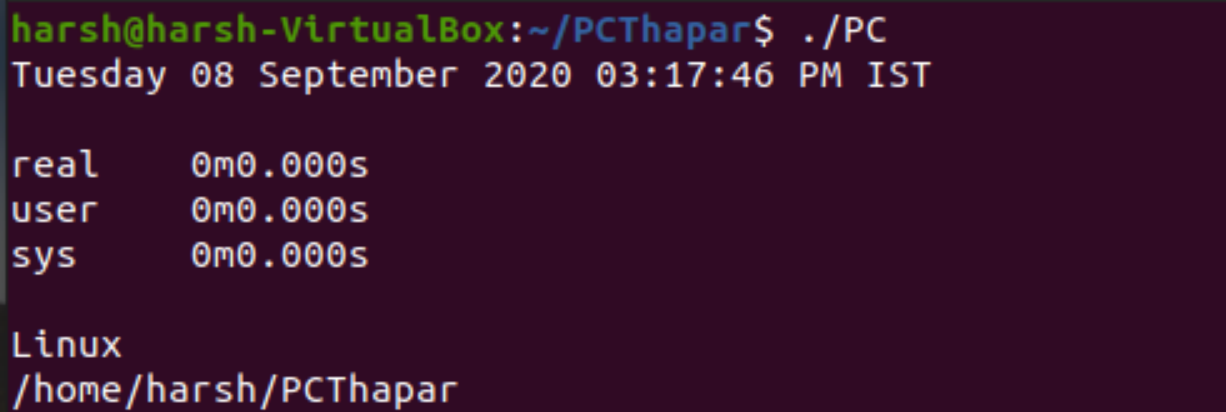 harsh@harsh-VirtualBox:~/PCThapar$ ./PC
Tuesday 08 September 2020 03:17:46 PM IST
real 0m0.000s
user 0m0.000s
sys 0m0.000s
Linux
/home/harsh/PCThapar